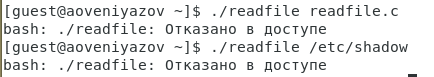 [guest@aoveniyazov ~]$ ./readfile readfile.c
bash: ./readfile: Отказано в доступе
[guest@aoveniyazov ~]$ ./readfile /etc/shadow
bash: ./readfile: Отказано в доступе